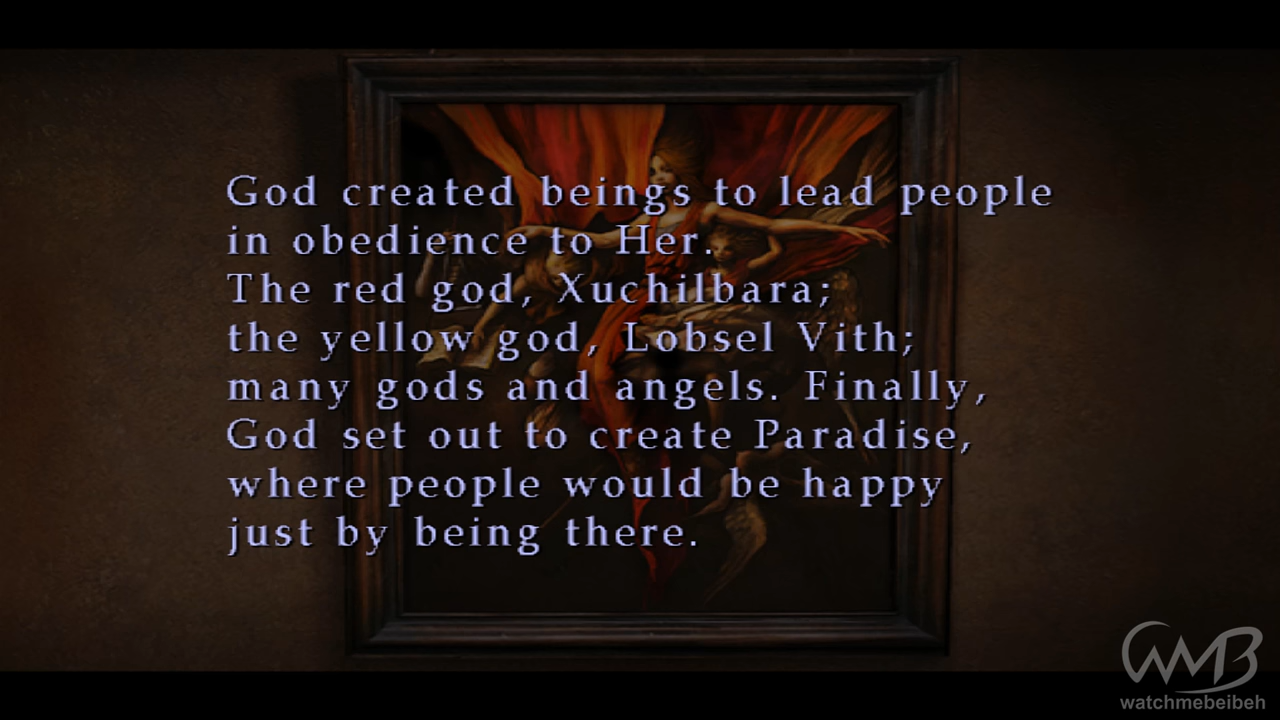 God created beings to lead people
in obedience to Her.
The red god, Xuchilbara;
the yellow god, Lobsel Vith;
many gods and angels. Finally,
God set out to create Paradise,
where people would be happy
just by being there.
WMB
watchmebeibeh